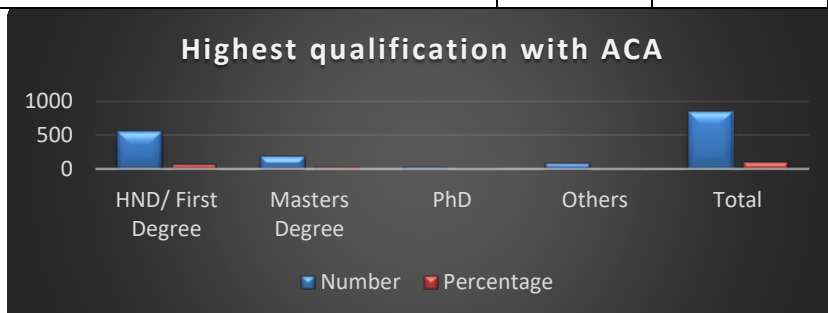 Highest qualification with ACA
1000
500
0
HND/ First
Degree
Masters
Degree
PhD
Others
Total
Number
Percentage